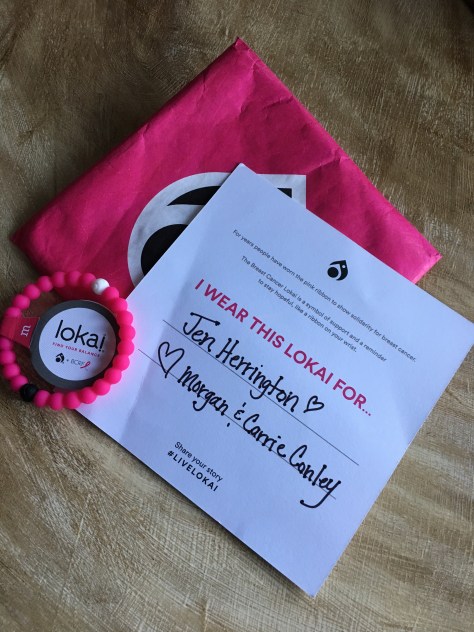 For years people have worn the pink ribbon to show solidarity for breast cancer.
The Breast Cancer Lokai is a symbol of support and a reminder
to stay hopeful, like a ribbon on your wrist.
I WEAR THIS LOKAI FOR...
Jen Herrington ♡
♡ Morgan & Carrie Conley
Share your story
#LIVELOKAI
m
lokai
FIND YOUR BALANCE
+ BCRF